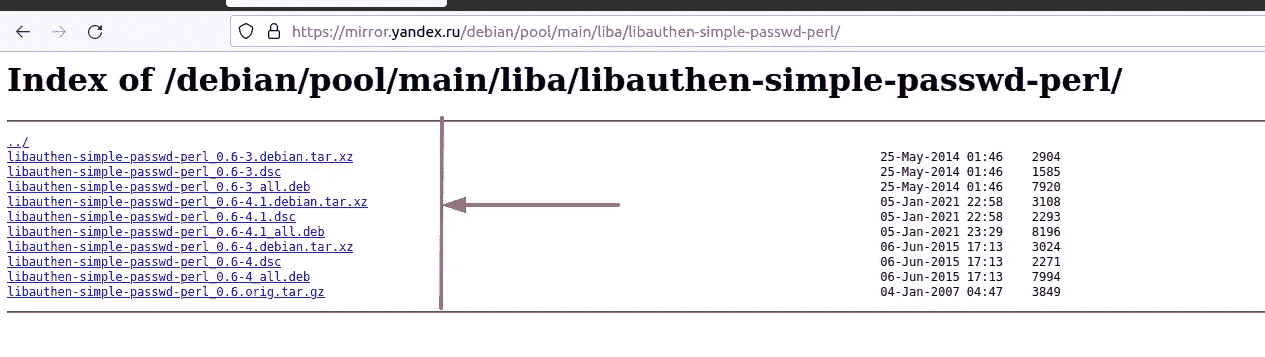 https://mirror.yandex.ru/debian/pool/main/liba/libauthen-simple-passwd-perl/
Index of /debian/pool/main/liba/libauthen-simple-passwd-perl/
../
libauthen-simple-passwd-perl_0.6-3.debian.tar.xz 25-May-2014 01:46 2904
libauthen-simple-passwd-perl_0.6-3.dsc 25-May-2014 01:46 1585
libauthen-simple-passwd-perl_0.6-3_all.deb 25-May-2014 01:46 7920
libauthen-simple-passwd-perl_0.6-4.1.debian.tar.xz 05-Jan-2021 22:58 3108
libauthen-simple-passwd-perl_0.6-4.1.dsc 05-Jan-2021 22:58 2293
libauthen-simple-passwd-perl_0.6-4.1_all.deb 05-Jan-2021 23:29 8196
libauthen-simple-passwd-perl_0.6-4.debian.tar.xz 06-Jun-2015 17:13 3024
libauthen-simple-passwd-perl_0.6-4.dsc 06-Jun-2015 17:13 2271
libauthen-simple-passwd-perl_0.6-4_all.deb 06-Jun-2015 17:13 7994
libauthen-simple-passwd-perl_0.6.orig.tar.gz 04-Jan-2007 04:47 3849